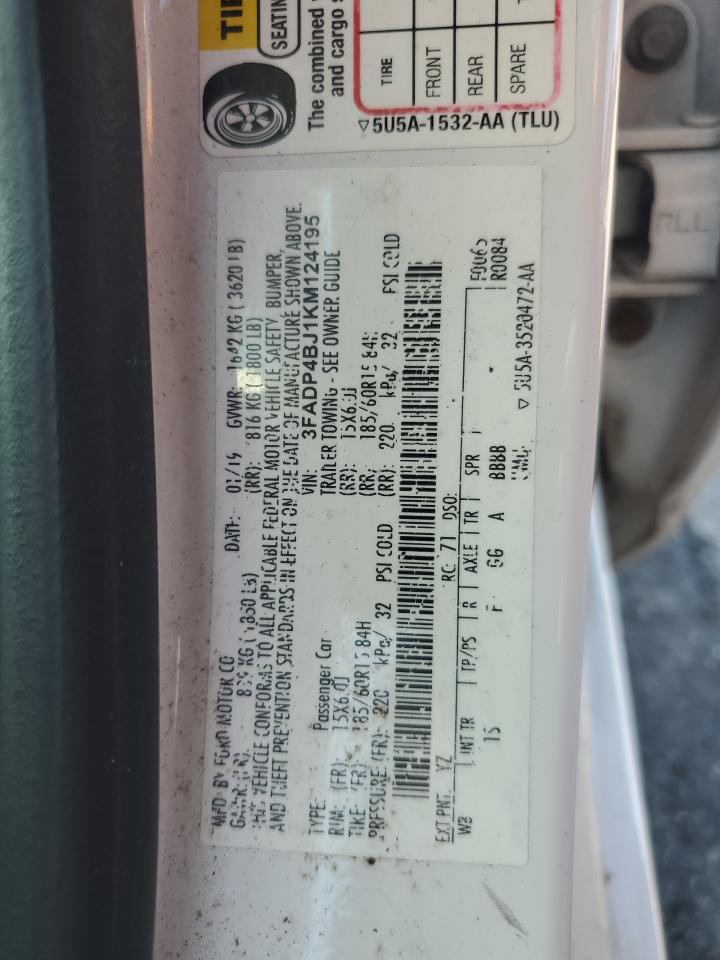 TIRE
SEATING
The combined
and cargo
TIRE
FRONT
REAR
SPARE
▽5U5A-1532-AA (TLU)
MFD BY FORD MOTOR CO
DATE: 01/19 GVWR: 1642 KG (3620 LB)
(RR): 816 KG (1800 LB)
THIS VEHICLE CONFORMS TO ALL APPLICABLE FEDERAL MOTOR VEHICLE SAFETY, BUMPER,
AND THEFT PREVENTION STANDARDS IN EFFECT ON THE DATE OF MANUFACTURE SHOWN ABOVE.
VIN: 3FADP4BJ1KM124195
TYPE: Passenger Car TRAILER TOWING - SEE OWNER GUIDE
RIM: (FR): 15X6.0J (RR): 15X6.0J
TIRE: (FR): 185/60R15 84H (RR) 185/60R15 84H
PRESSURE (FR): 220 kPa/ 32 PSI COLD (RR) 220 kPa/ 32 PSI COLD
EXT PNT: YZ RC: 71 DSO:
WB INT TR TP/PS R AXLE TR SPR
R0084
15 F GG A BBBB
▽ 5U5A-3520472-AA